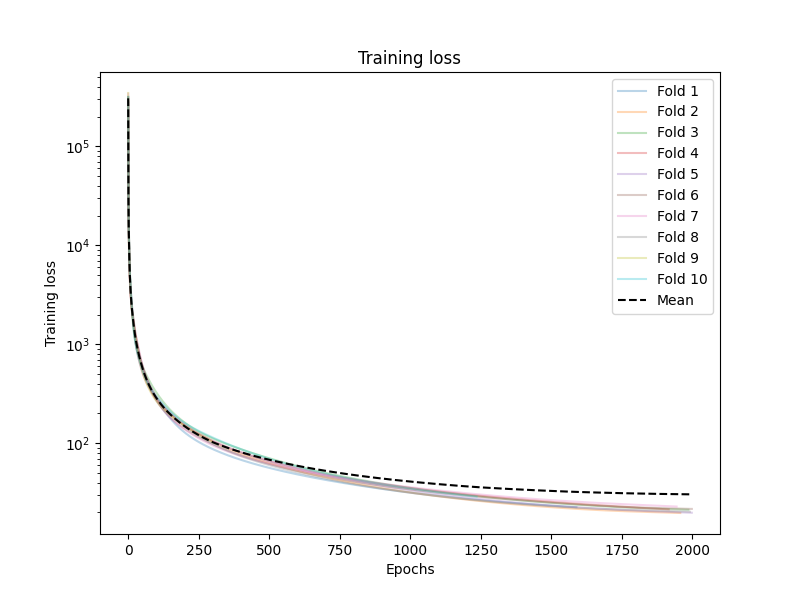 Training loss
10^5
10^4
10^3
10^2
Training loss
0 250 500 750 1000 1250 1500 1750 2000
Epochs
Fold 1
Fold 2
Fold 3
Fold 4
Fold 5
Fold 6
Fold 7
Fold 8
Fold 9
Fold 10
Mean